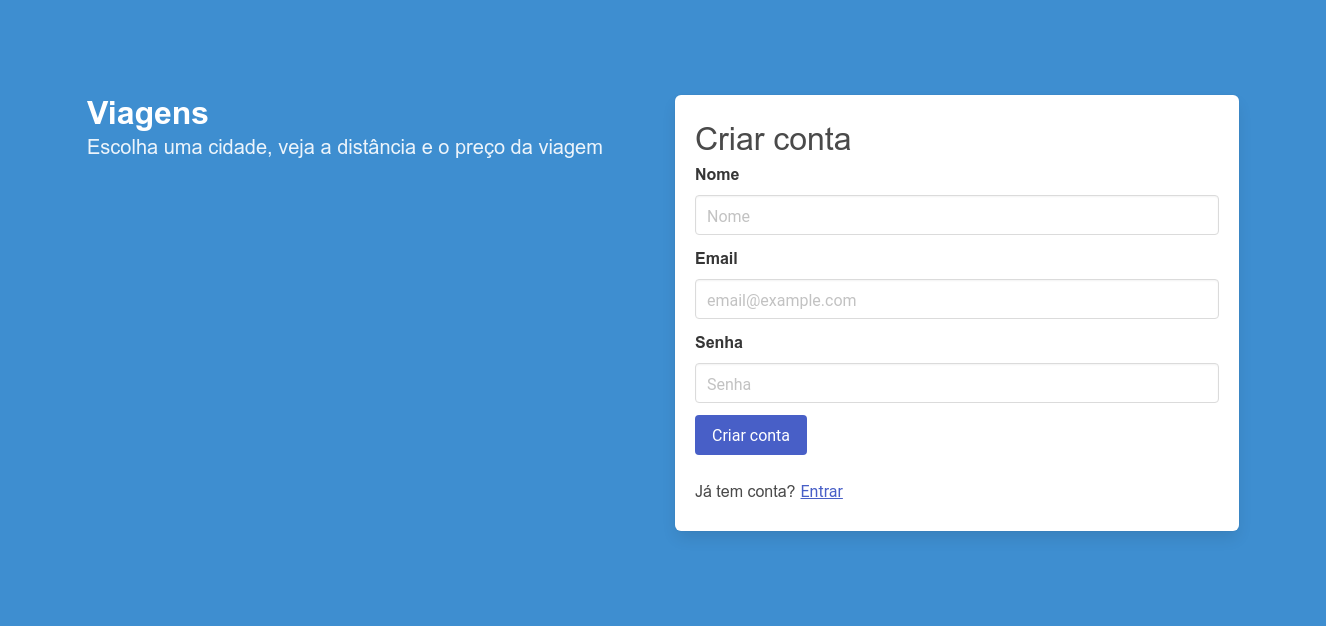 Viagens
Escolha uma cidade, veja a distância e o preço da viagem
Criar conta
Nome
Nome
Email
email@example.com
Senha
Senha
Criar conta
Já tem conta? Entrar